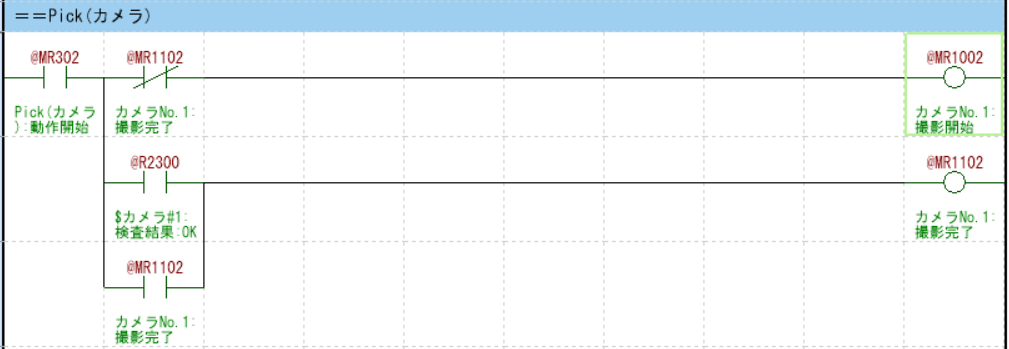 ==Pick(カメラ)
@MR302 @MR1102 @MR1002
Pick(カメラ カメラNo.1: カメラNo.1:
):動作開始 撮影完了 撮影開始
@R2300 @MR1102
$カメラ#1: カメラNo.1:
検査結果:OK 撮影完了
@MR1102
カメラNo.1:
撮影完了